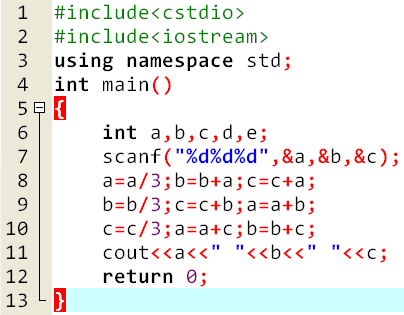 1 #include<cstdio>
2 #include<iostream>
3 using namespace std;
4 int main()
5 {
6 int a,b,c,d,e;
7 scanf("%d%d%d",&a,&b,&c);
8 a=a/3;b=b+a;c=c+a;
9 b=b/3;c=c+b;a=a+b;
10 c=c/3;a=a+c;b=b+c;
11 cout<<a<<" "<<b<<" "<<c;
12 return 0;
13 }